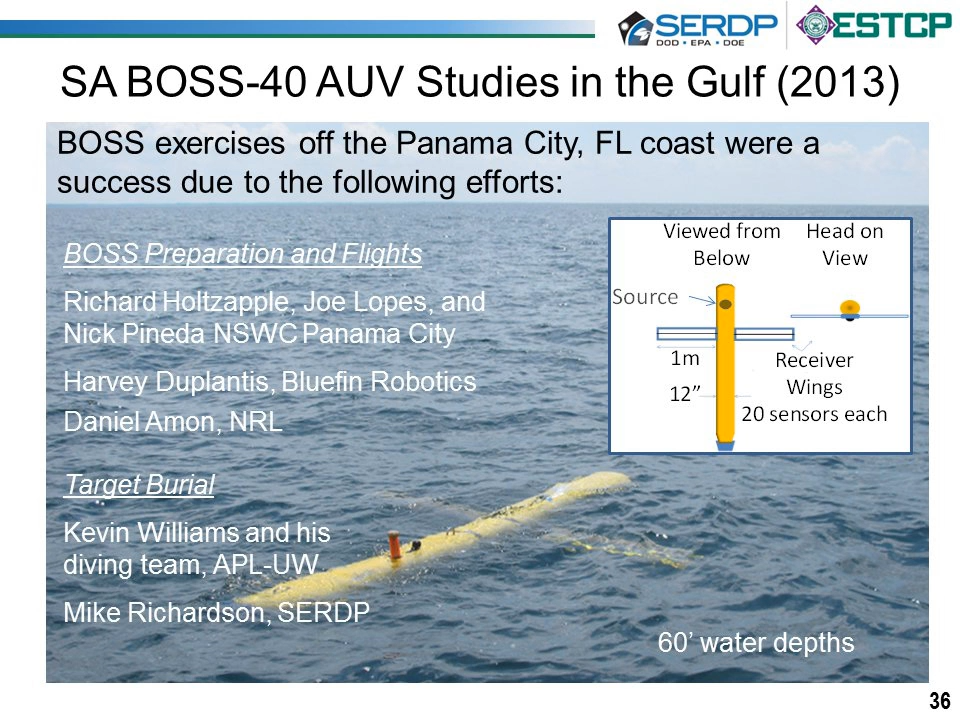 SERDP
DOD • EPA • DOE
ESTCP
SA BOSS-40 AUV Studies in the Gulf (2013)
BOSS exercises off the Panama City, FL coast were a
success due to the following efforts:
BOSS Preparation and Flights
Richard Holtzapple, Joe Lopes, and
Nick Pineda NSWC Panama City
Harvey Duplantis, Bluefin Robotics
Daniel Amon, NRL
Target Burial
Kevin Williams and his
diving team, APL-UW
Mike Richardson, SERDP
Viewed from
Below
Head on
View
Source
1m
12”
Receiver
Wings
20 sensors each
60’ water depths
36